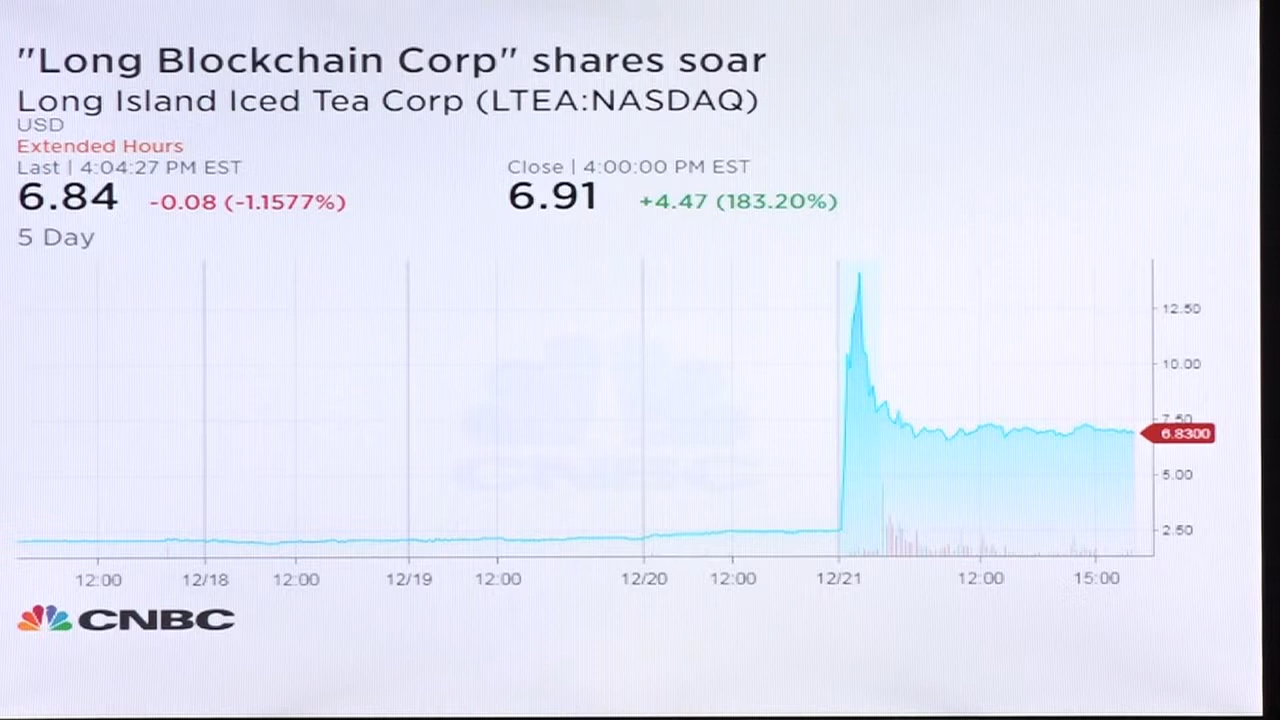 "Long Blockchain Corp" shares soar
Long Island Iced Tea Corp (LTEA:NASDAQ)
USD
Extended Hours
Last | 4:04:27 PM EST
Close | 4:00:00 PM EST
6.84 -0.08 (-1.1577%)
6.91 +4.47 (183.20%)
5 Day
12.50
10.00
7.50
6.8300
5.00
2.50
12:00 12/18 12:00 12/19 12:00 12/20 12:00 12/21 12:00 15:00
CNBC
CNBC